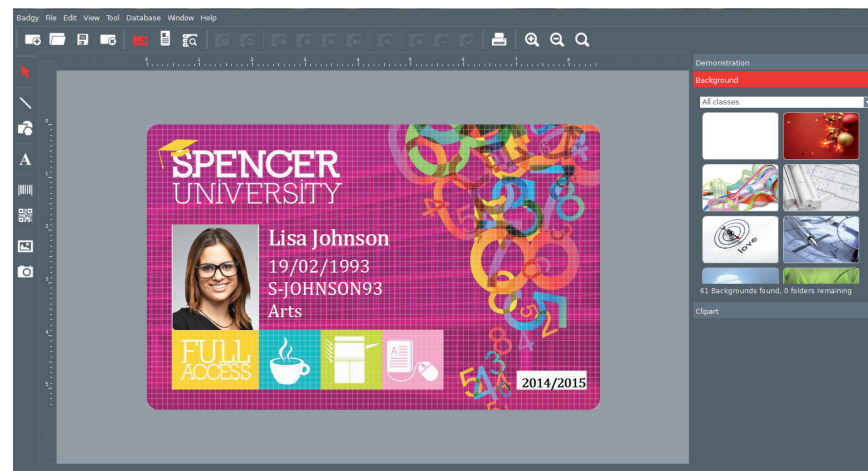 Badgy File Edit View Tool Database Window Help
Demonstration
Background
All classes
love
61 Backgrounds found, 0 folders remaining
Clipart
SPENCER
UNIVERSITY
Lisa Johnson
19/02/1993
S-JOHNSON93
Arts
FULL
ACCESS
2014/2015
A